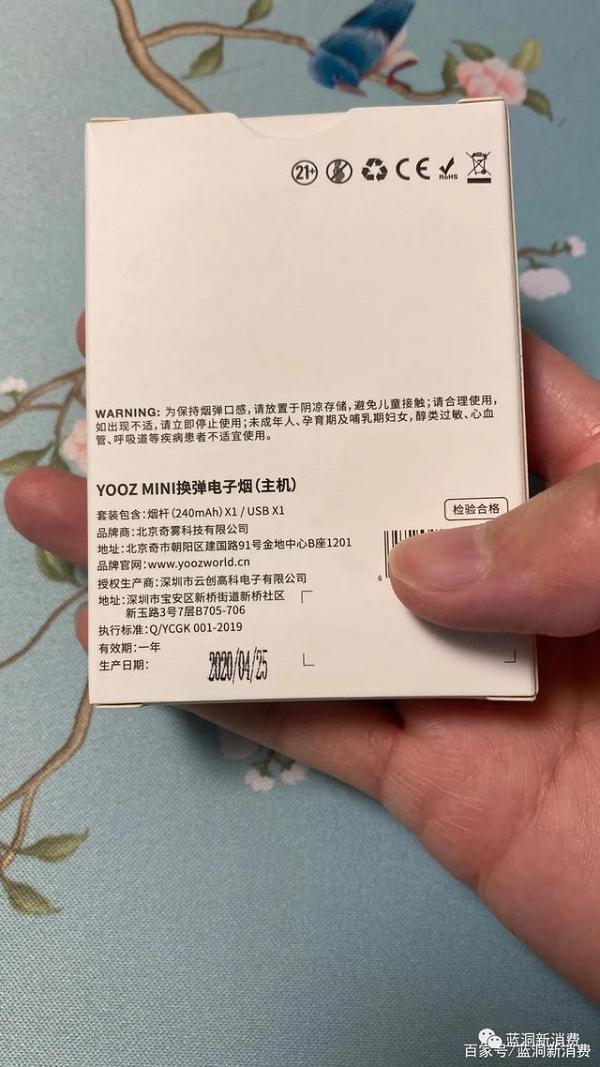 21+
CE
RoHS
WARNING: 为保持烟弹口感，请放置于阴凉存储，避免儿童接触；请合理使用，
如出现不适，请立即停止使用；未成年人、孕育期及哺乳期妇女，醇类过敏、心血
管、呼吸道等疾病患者不适宜使用。
YOOZ MINI换弹电子烟（主机）
套装包含：烟杆（240mAh）X1 / USB X1
检验合格
品牌商：北京奇雾科技有限公司
地址：北京奇市朝阳区建国路91号金地中心B座1201
品牌官网：www.yoozworld.cn
授权生产商：深圳市云创高科电子有限公司
地址：深圳市宝安区新桥街道新桥社区
新玉路3号7层B705-706
执行标准：Q/YCGK 001-2019
有效期：一年
生产日期：
2020/04/25
6
蓝洞新消费
百家号/蓝洞新消费